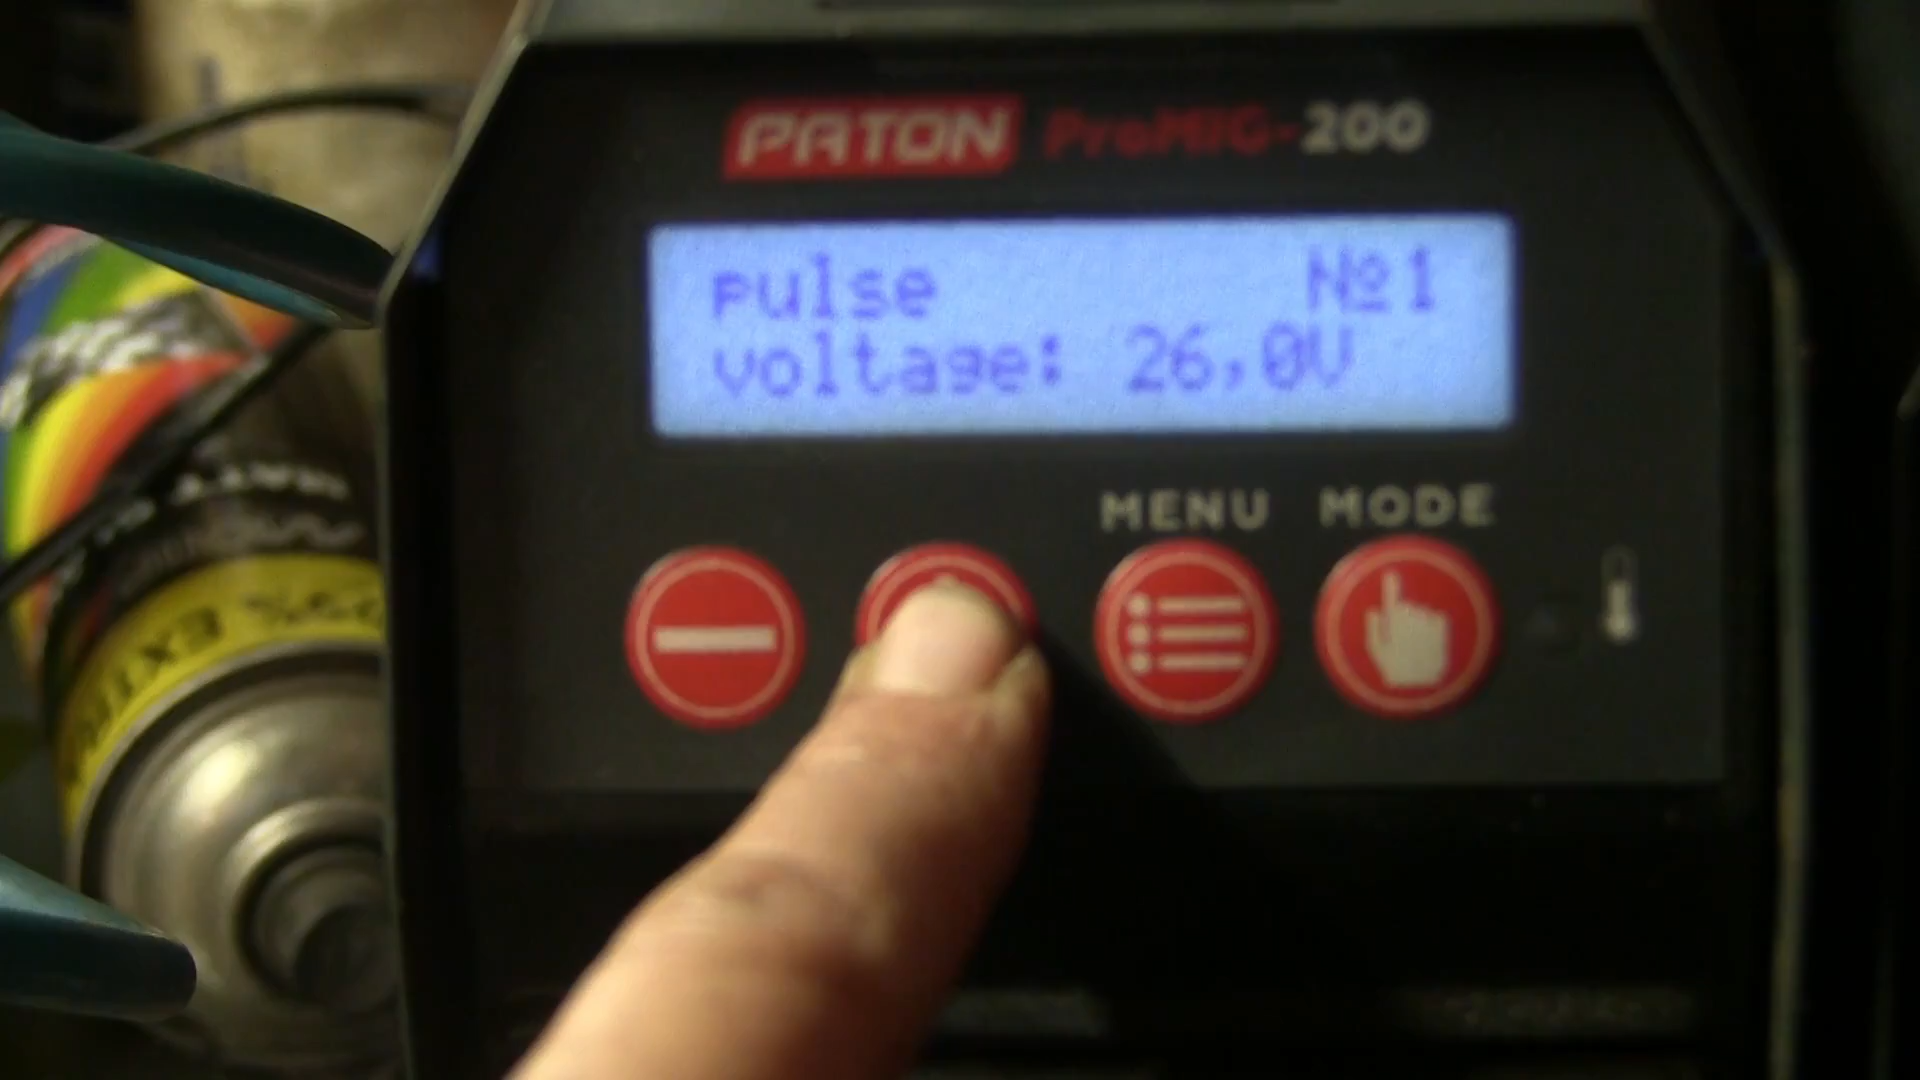 PATON ProMIG-200
pulse №1
voltage: 26,0V
MENU MODE